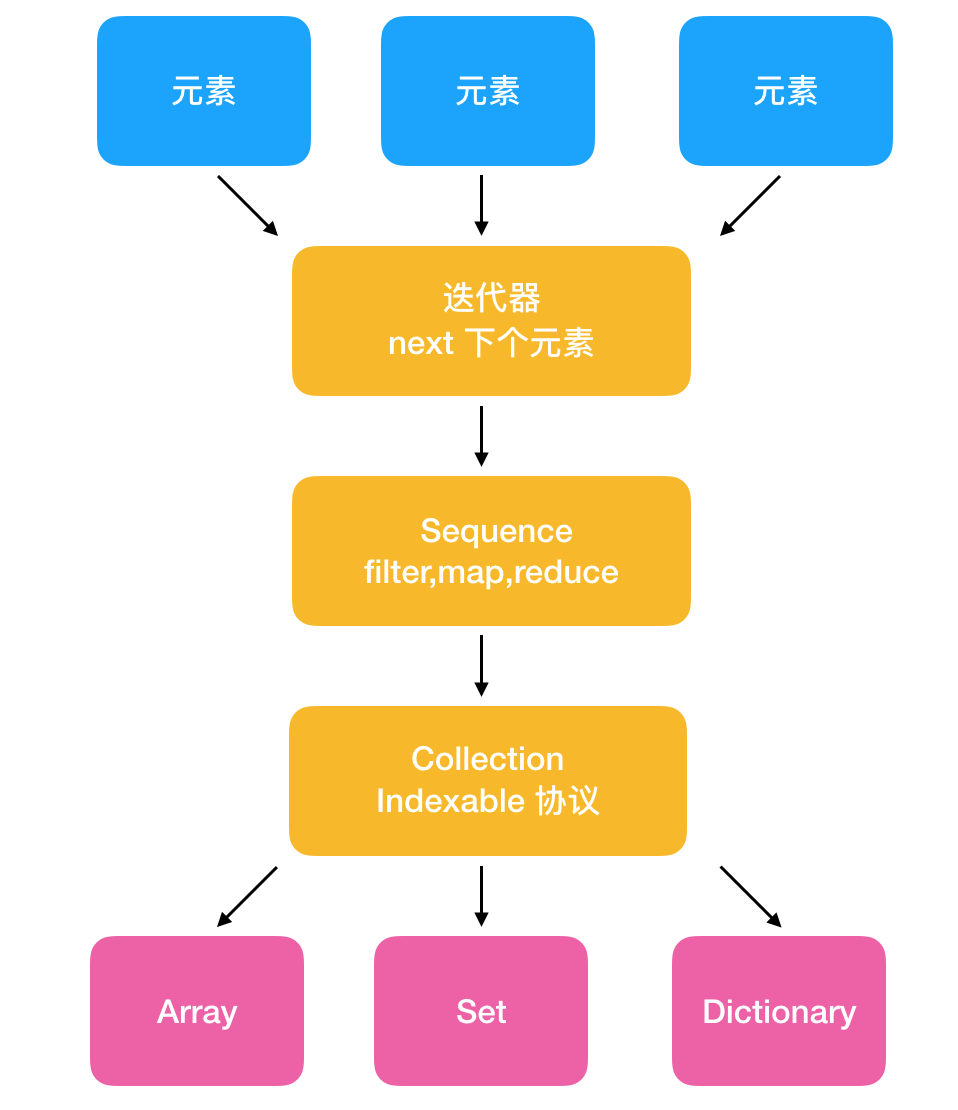 元素
元素
元素
迭代器
next 下个元素
Sequence
filter,map,reduce
Collection
Indexable 协议
Array
Set
Dictionary